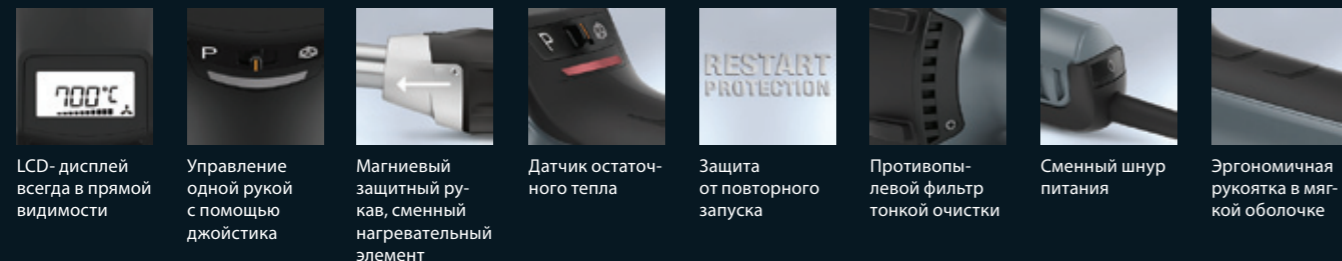 700°C
P
P
RESTART
PROTECTION
LCD- дисплей
всегда в прямой
видимости
Управление
одной рукой
с помощью
джойстика
Магниевый
защитный ру-
кав, сменный
нагревательный
элемент
Датчик остаточ-
ного тепла
Защита
от повторного
запуска
Противопы-
левой фильтр
тонкой очистки
Сменный шнур
питания
Эргономичная
рукоятка в мяг-
кой оболочке